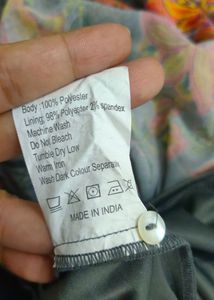 Body : 100% Polyester
Lining: 98% Polyester 2% spandex
Machine Wash
Do Not Bleach
Tumble Dry Low
Warm Iron
Wash Dark Colour Separate
MADE IN INDIA